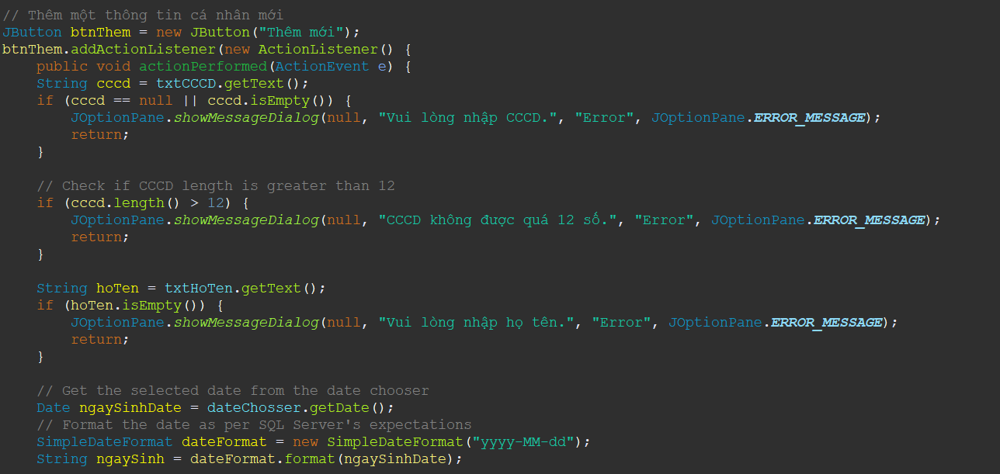 // Thêm một thông tin cá nhân mới
JButton btnThem = new JButton("Thêm mới");
btnThem.addActionListener(new ActionListener() {
    public void actionPerformed(ActionEvent e) {
    String cccd = txtCCCD.getText();
    if (cccd == null || cccd.isEmpty()) {
        JOptionPane.showMessageDialog(null, "Vui lòng nhập CCCD.", "Error", JOptionPane.ERROR_MESSAGE);
        return;
    }

    // Check if CCCD length is greater than 12
    if (cccd.length() > 12) {
        JOptionPane.showMessageDialog(null, "CCCD không được quá 12 số.", "Error", JOptionPane.ERROR_MESSAGE);
        return;
    }

    String hoTen = txtHoTen.getText();
    if (hoTen.isEmpty()) {
        JOptionPane.showMessageDialog(null, "Vui lòng nhập họ tên.", "Error", JOptionPane.ERROR_MESSAGE);
        return;
    }

    // Get the selected date from the date chooser
    Date ngaySinhDate = dateChosser.getDate();
    // Format the date as per SQL Server's expectations
    SimpleDateFormat dateFormat = new SimpleDateFormat("yyyy-MM-dd");
    String ngaySinh = dateFormat.format(ngaySinhDate);